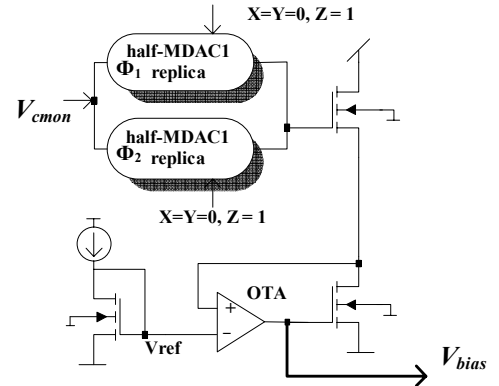 X=Y=0, Z = 1
half-MDAC1
Φ1 replica
Vcmon
half-MDAC1
Φ2 replica
X=Y=0, Z = 1
OTA
+
−
Vref
Vbias